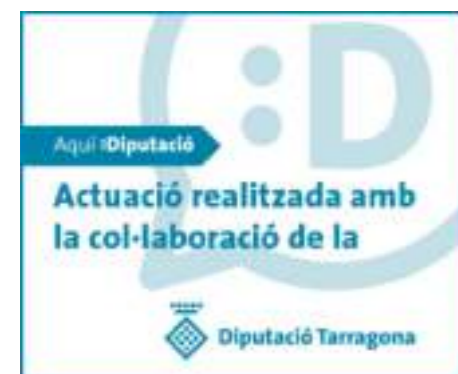 :D
Aquí :Diputació
Actuació realitzada amb
la col·laboració de la
Diputació Tarragona